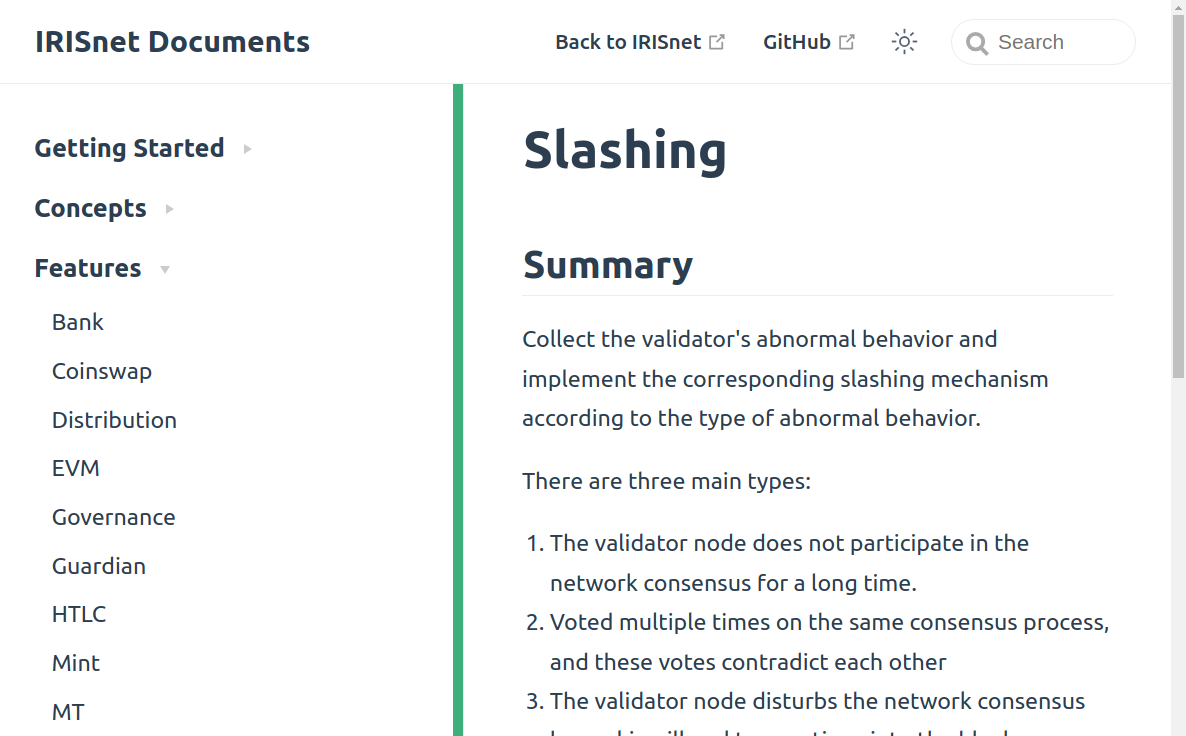 IRISnet Documents
Back to IRISnet
GitHub
Search
Getting Started
Concepts
Features
Bank
Coinswap
Distribution
EVM
Governance
Guardian
HTLC
Mint
MT
Slashing
Summary
Collect the validator's abnormal behavior and
implement the corresponding slashing mechanism
according to the type of abnormal behavior.
There are three main types:
1. The validator node does not participate in the
network consensus for a long time.
2. Voted multiple times on the same consensus process,
and these votes contradict each other
3. The validator node disturbs the network consensus